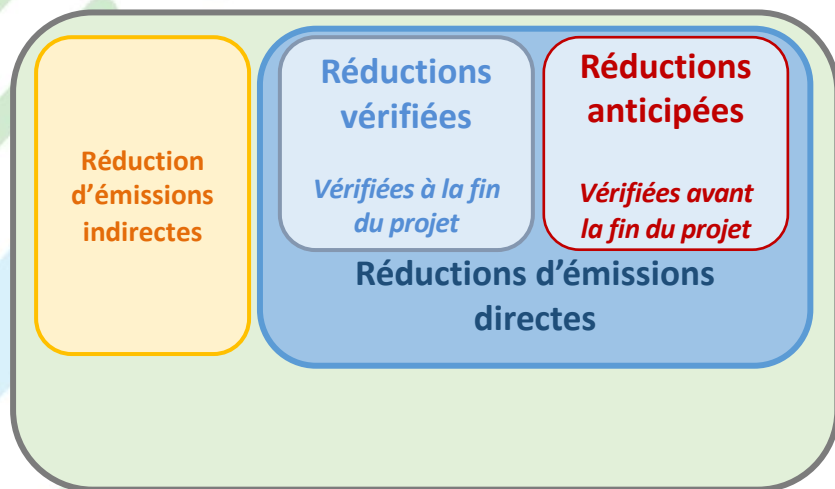 Réduction
d’émissions
indirectes
Réductions
vérifiées
Vérifiées à la fin
du projet
Réductions
anticipées
Vérifiées avant
la fin du projet
Réductions d’émissions
directes